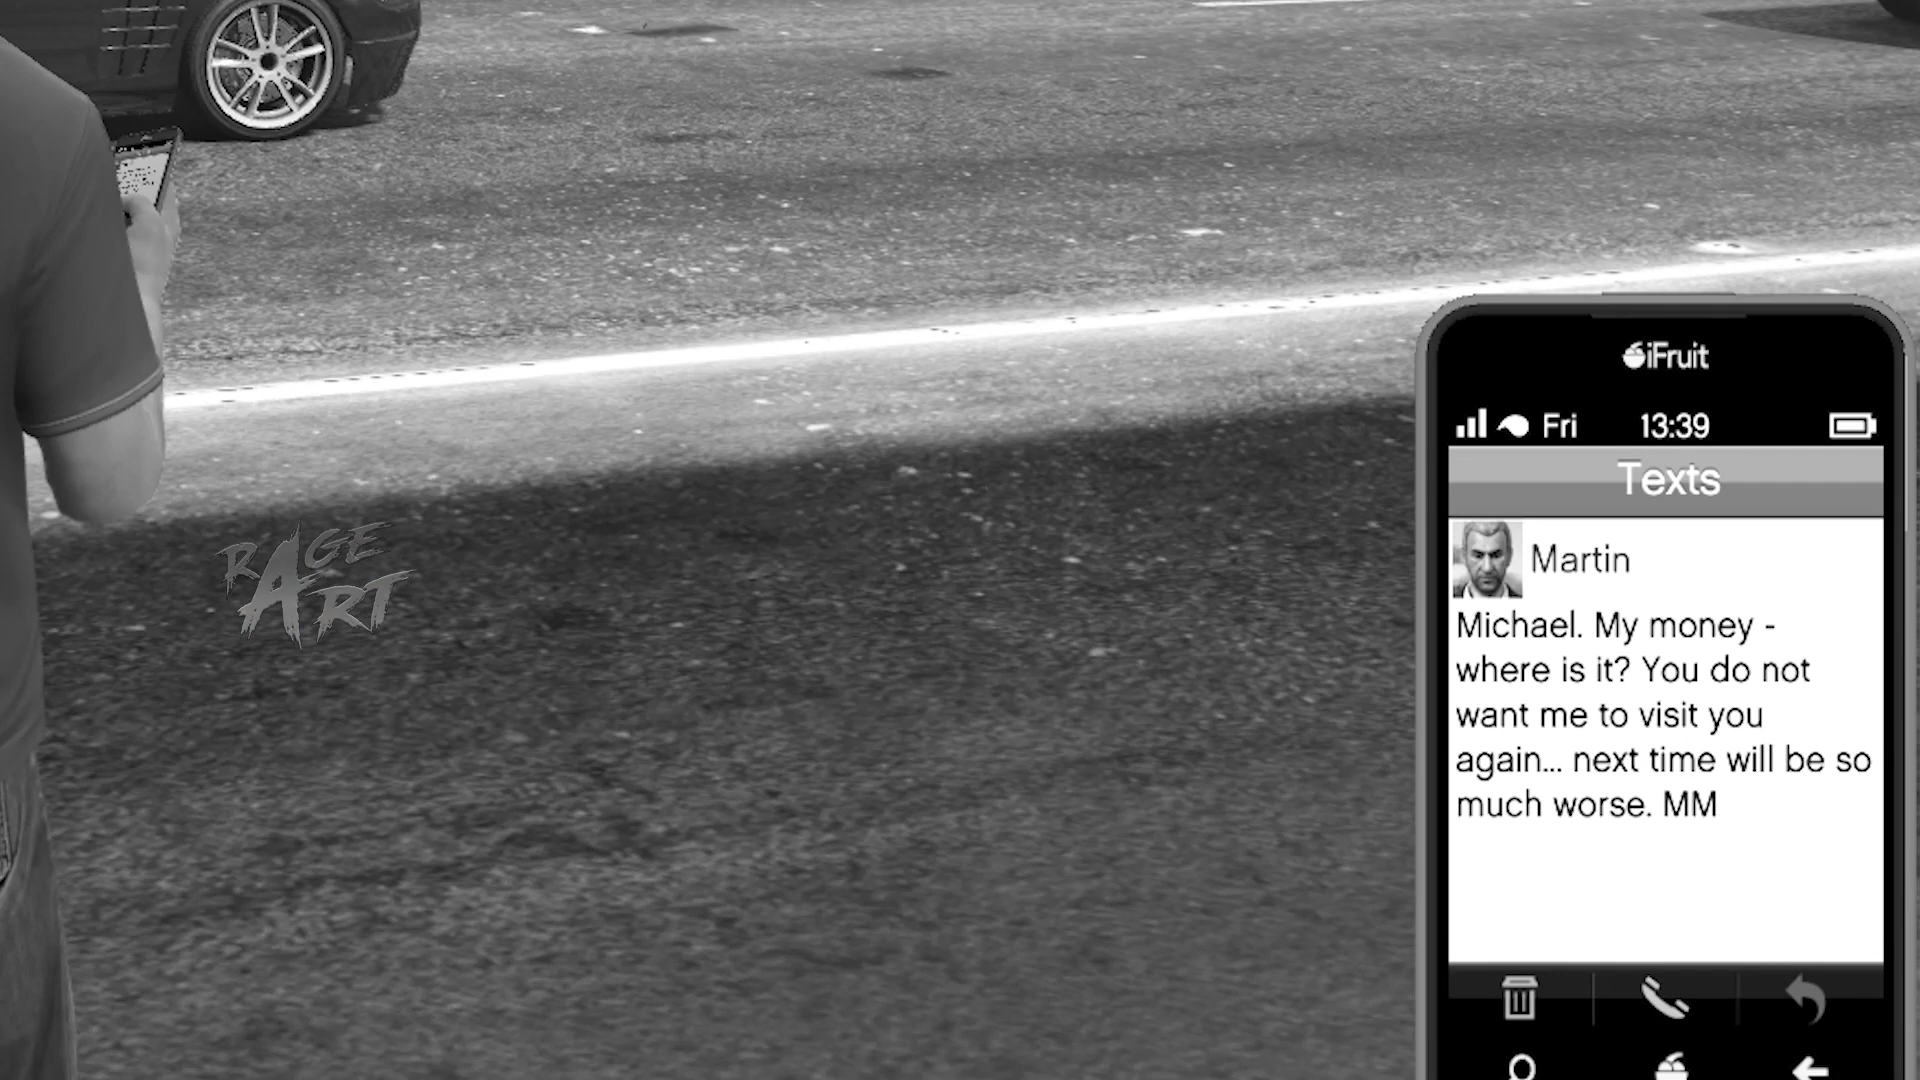 iFruit
Fri 13:39
Texts
Martin
Michael. My money -
where is it? You do not
want me to visit you
again... next time will be so
much worse. MM
RAGE
ART